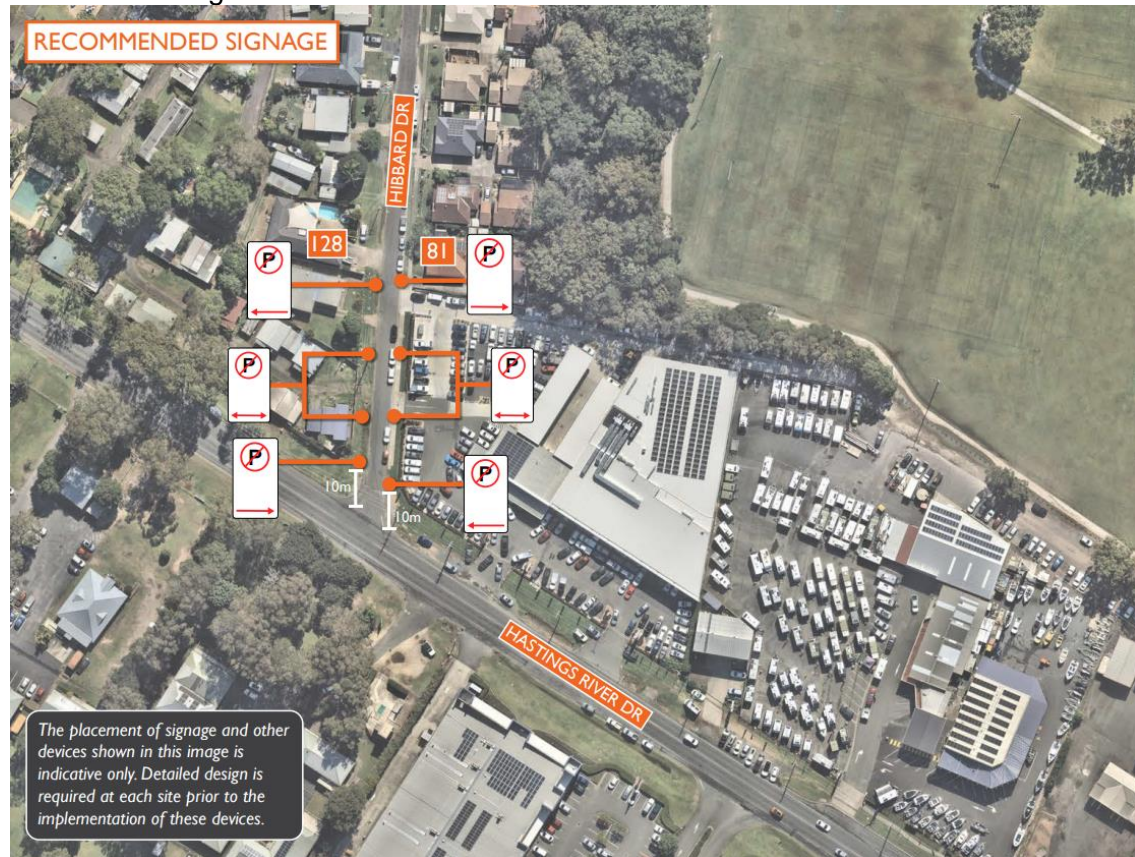 RECOMMENDED SIGNAGE
HIBBARD DR
128
81
P
P
P
P
P
P
10m
10m
HASTINGS RIVER DR
The placement of signage and other
devices shown in this image is
indicative only. Detailed design is
required at each site prior to the
implementation of these devices.